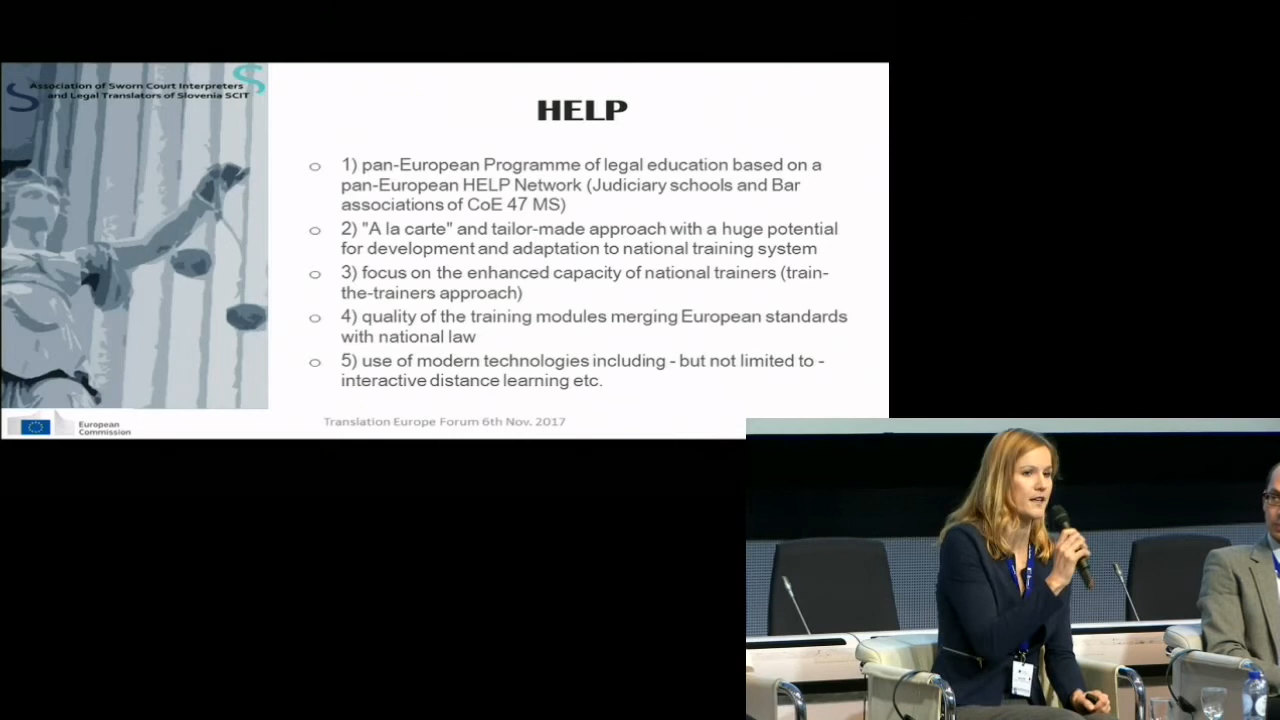 Association of Sworn Court Interpreters
and Legal Translators of Slovenia SCIT
HELP
1) pan-European Programme of legal education based on a
pan-European HELP Network (Judiciary schools and Bar
associations of CoE 47 MS)
2) "A la carte" and tailor-made approach with a huge potential
for development and adaptation to national training system
3) focus on the enhanced capacity of national trainers (train-
the-trainers approach)
4) quality of the training modules merging European standards
with national law
5) use of modern technologies including - but not limited to -
interactive distance learning etc.
European
Commission
Translation Europe Forum 6th Nov. 2017